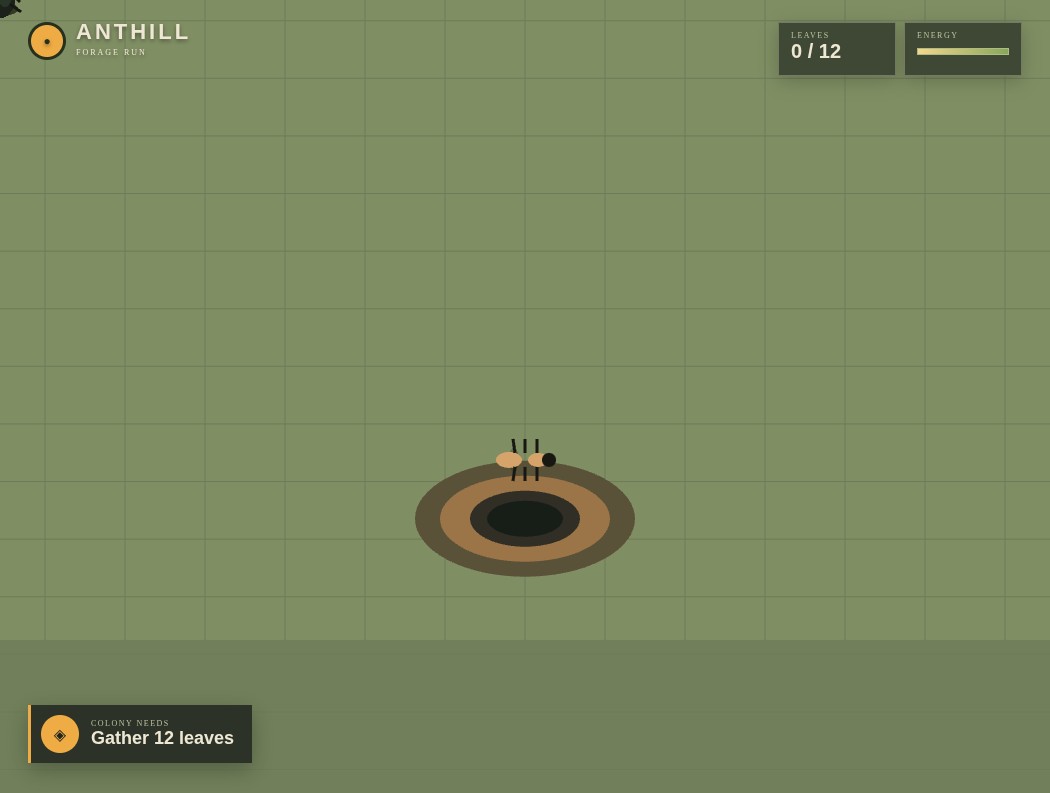 ANTHILL
FORAGE RUN
LEAVES
0 / 12
ENERGY
COLONY NEEDS
Gather 12 leaves